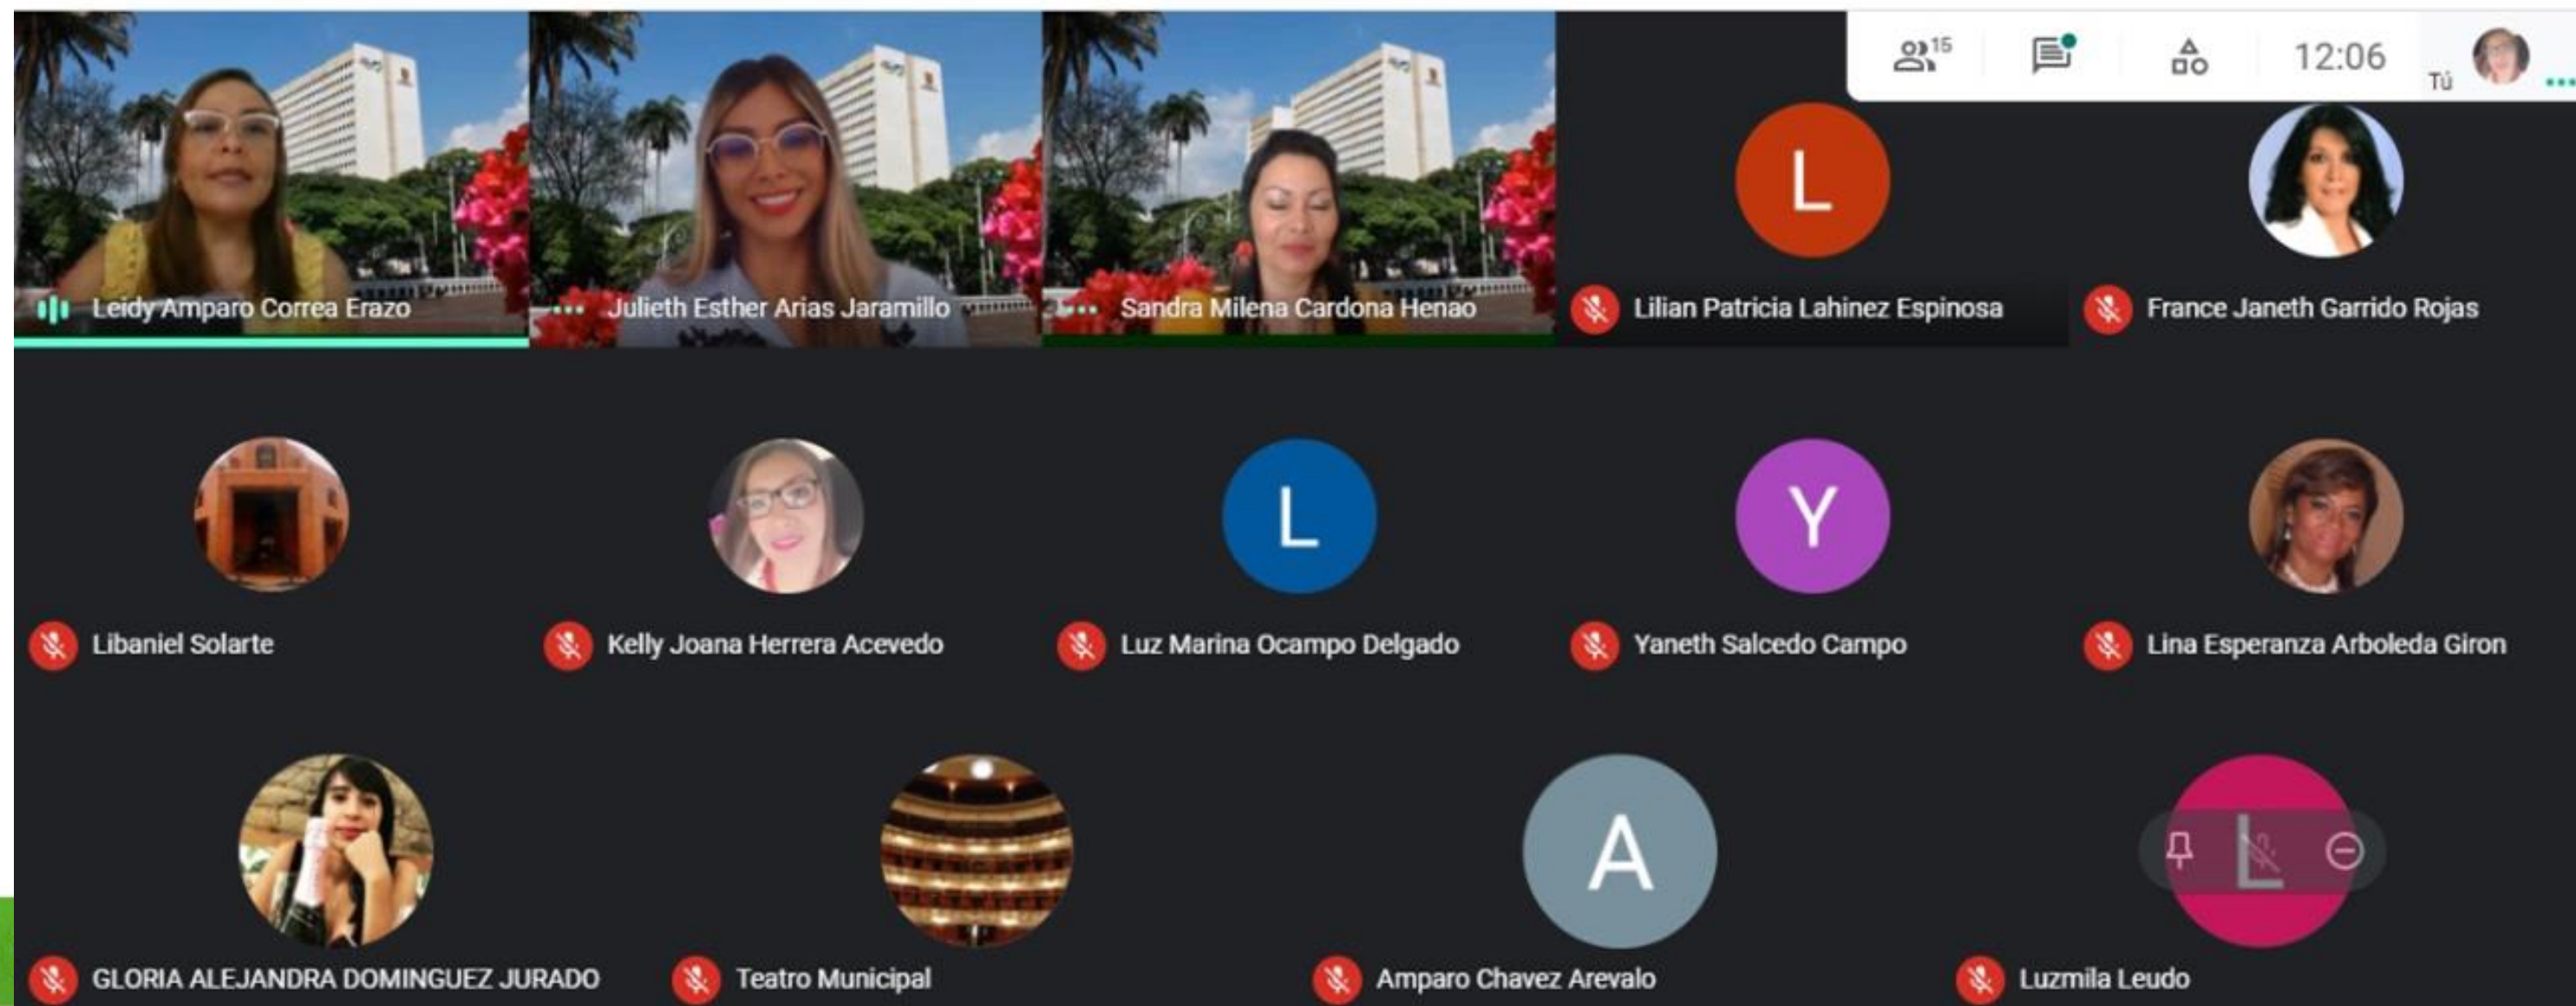 15
12:06
Tú
Leidy Amparo Correa Erazo
Julieth Esther Arias Jaramillo
Sandra Milena Cardona Henao
L
Lilian Patricia Lahinez Espinosa
France Janeth Garrido Rojas
Libaniel Solarte
Kelly Joana Herrera Acevedo
L
Luz Marina Ocampo Delgado
Y
Yaneth Salcedo Campo
Lina Esperanza Arboleda Giron
GLORIA ALEJANDRA DOMINGUEZ JURADO
Teatro Municipal
A
Amparo Chavez Arevalo
L
Luzmila Leudo